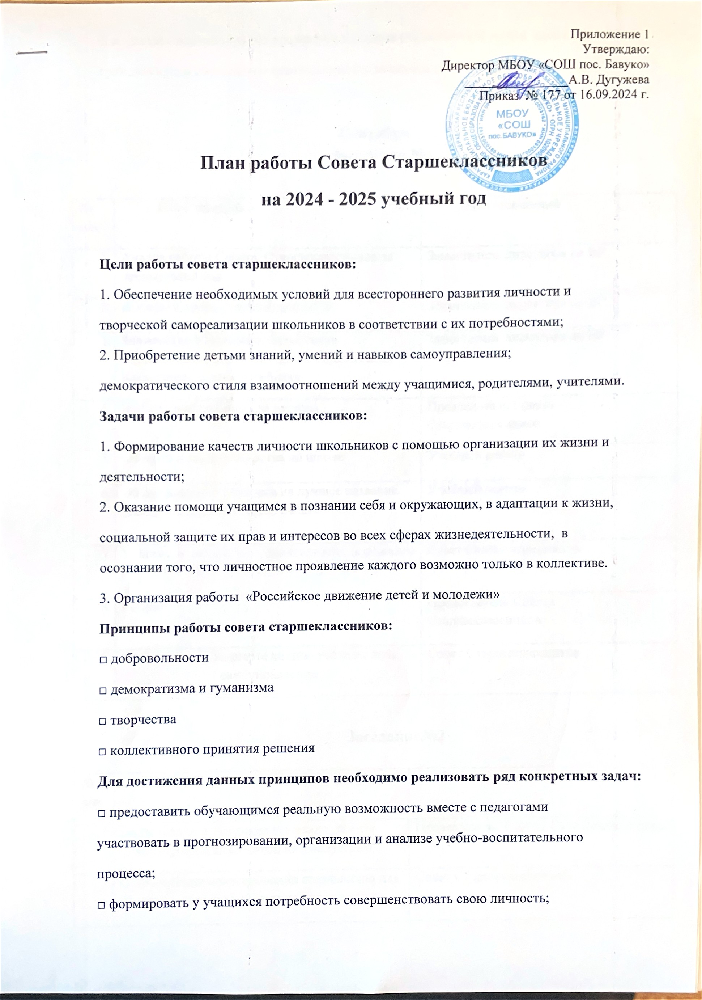 Приложение 1
Утверждаю:
Директор МБОУ «СОШ пос. Бавуко»
А.В. Дугужева
Приказ № 177 от 16.09.2024 г.
МБОУ
«СОШ
пос.БАВУКО»
План работы Совета Старшеклассников
на 2024 - 2025 учебный год
Цели работы совета старшеклассников:
1. Обеспечение необходимых условий для всестороннего развития личности и
творческой самореализации школьников в соответствии с их потребностями;
2. Приобретение детьми знаний, умений и навыков самоуправления;
демократического стиля взаимоотношений между учащимися, родителями, учителями.
Задачи работы совета старшеклассников:
1. Формирование качеств личности школьников с помощью организации их жизни и
деятельности;
2. Оказание помощи учащимся в познании себя и окружающих, в адаптации к жизни,
социальной защите их прав и интересов во всех сферах жизнедеятельности, в
осознании того, что личностное проявление каждого возможно только в коллективе.
3. Организация работы «Российское движение детей и молодежи»
Принципы работы совета старшеклассников:
□ добровольности
□ демократизма и гуманизма
□ творчества
□ коллективного принятия решения
Для достижения данных принципов необходимо реализовать ряд конкретных задач:
□ предоставить обучающимся реальную возможность вместе с педагогами
участвовать в прогнозировании, организации и анализе учебно-воспитательного
процесса;
□ формировать у учащихся потребность совершенствовать свою личность;